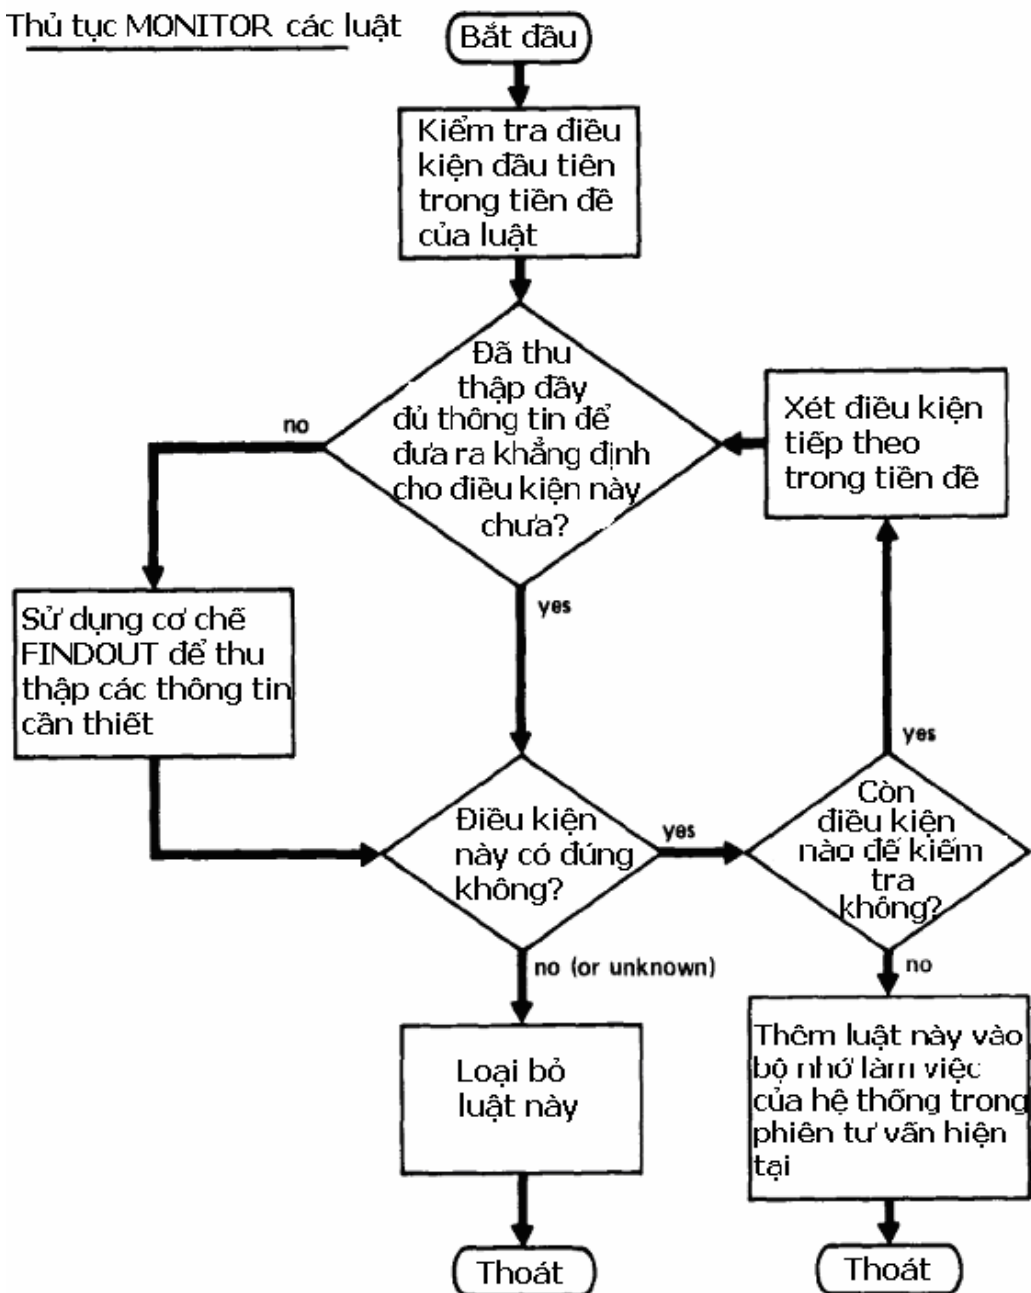 Thủ tục MONITOR các luật
Bắt đầu
Kiểm tra điều
kiện đầu tiên
trong tiền đề
của luật
Đã thu
thập đầy
đủ thông tin để
đưa ra khẳng định
cho điều kiện này
chưa?
no
yes
Xét điều kiện
tiếp theo
trong tiền đề
Sử dụng cơ chế
FINDOUT để thu
thập các thông tin
cần thiết
Điều kiện
này có đúng
không?
yes
no (or unknown)
Còn
điều kiện
nào để kiểm
tra
không?
yes
no
Loại bỏ
luật này
Thêm luật này vào
bộ nhớ làm việc
của hệ thống trong
phiên tư vấn hiện
tại
Thoát
Thoát